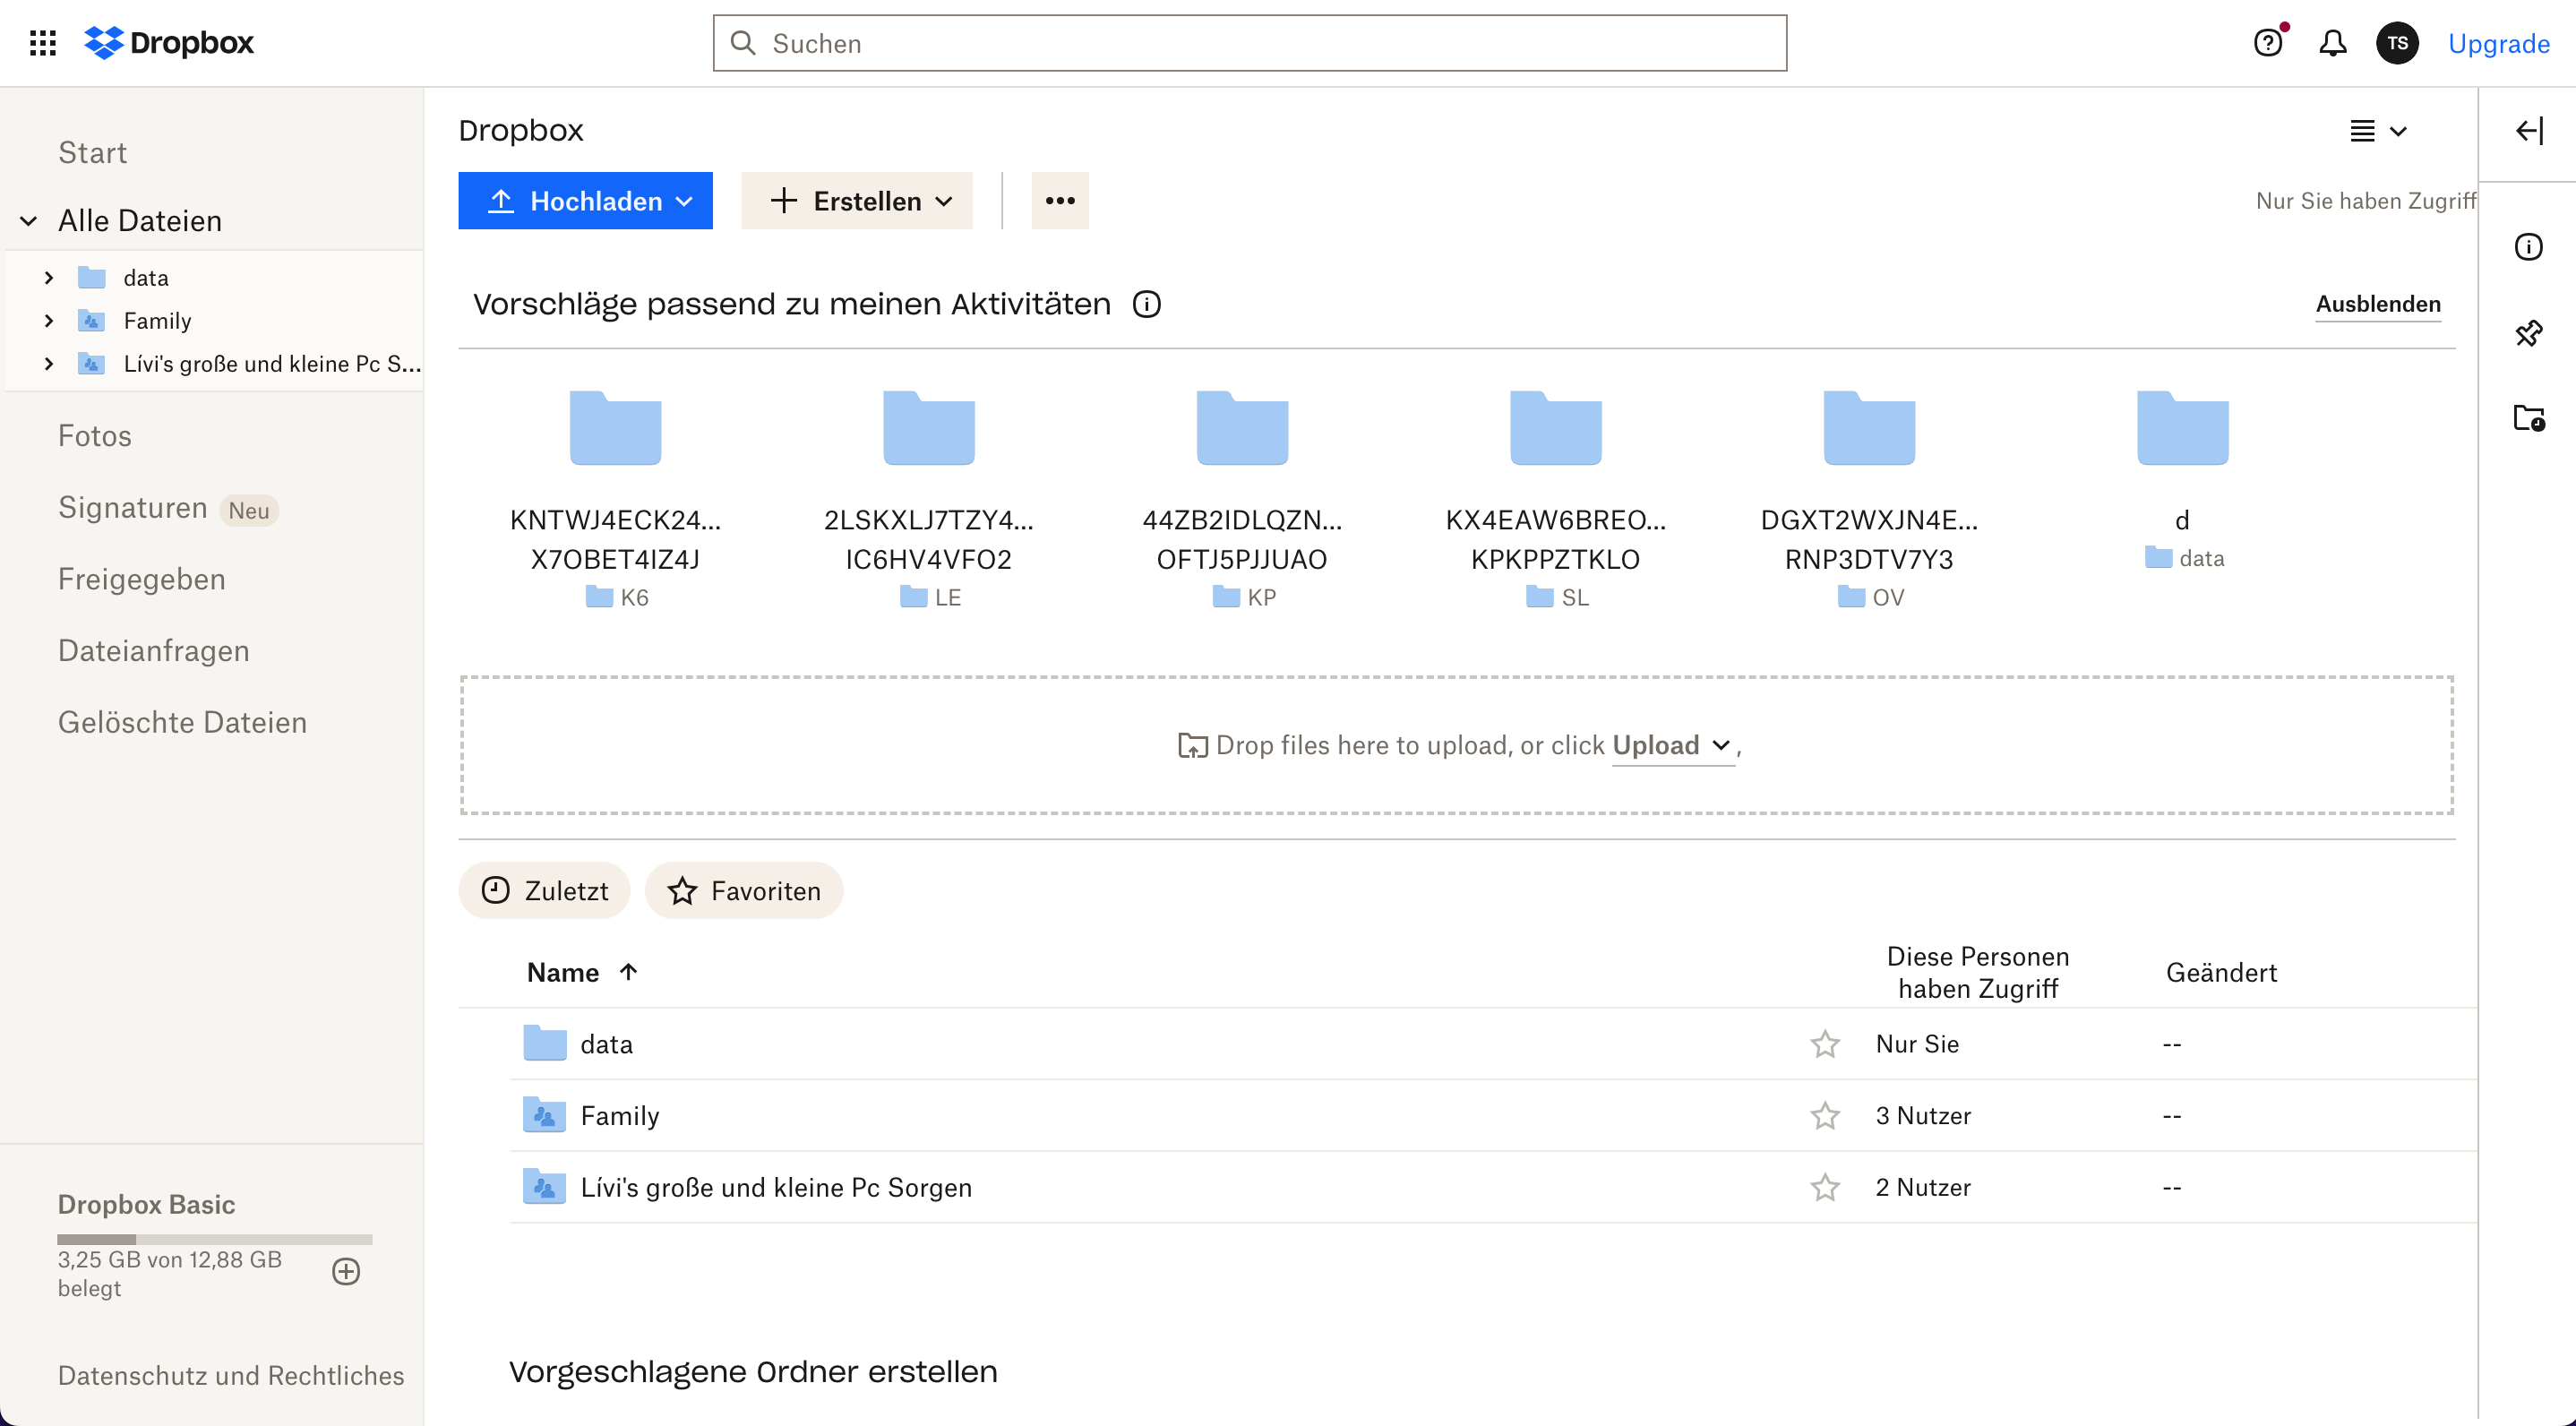 Dropbox
Suchen
TS
Upgrade
Start
Alle Dateien
data
Family
Lívi's große und kleine Pc S...
Fotos
Signaturen Neu
Freigegeben
Dateianfragen
Gelöschte Dateien
Dropbox Basic
3,25 GB von 12,88 GB
belegt
Datenschutz und Rechtliches
Dropbox
Hochladen
Erstellen
Nur Sie haben Zugriff
Vorschläge passend zu meinen Aktivitäten
Ausblenden
KNTWJ4ECK24...
X7OBET4IZ4J
K6
2LSKXLJ7TZY4...
IC6HV4VFO2
LE
44ZB2IDLQZN...
OFTJ5PJJUAO
KP
KX4EAW6BREO...
KPKPPZTKLO
SL
DGXT2WXJN4E...
RNP3DTV7Y3
OV
d
data
Drop files here to upload, or click Upload ,
Zuletzt
Favoriten
Name
Diese Personen
haben Zugriff
Geändert
data
Nur Sie
--
Family
3 Nutzer
--
Lívi's große und kleine Pc Sorgen
2 Nutzer
--
Vorgeschlagene Ordner erstellen